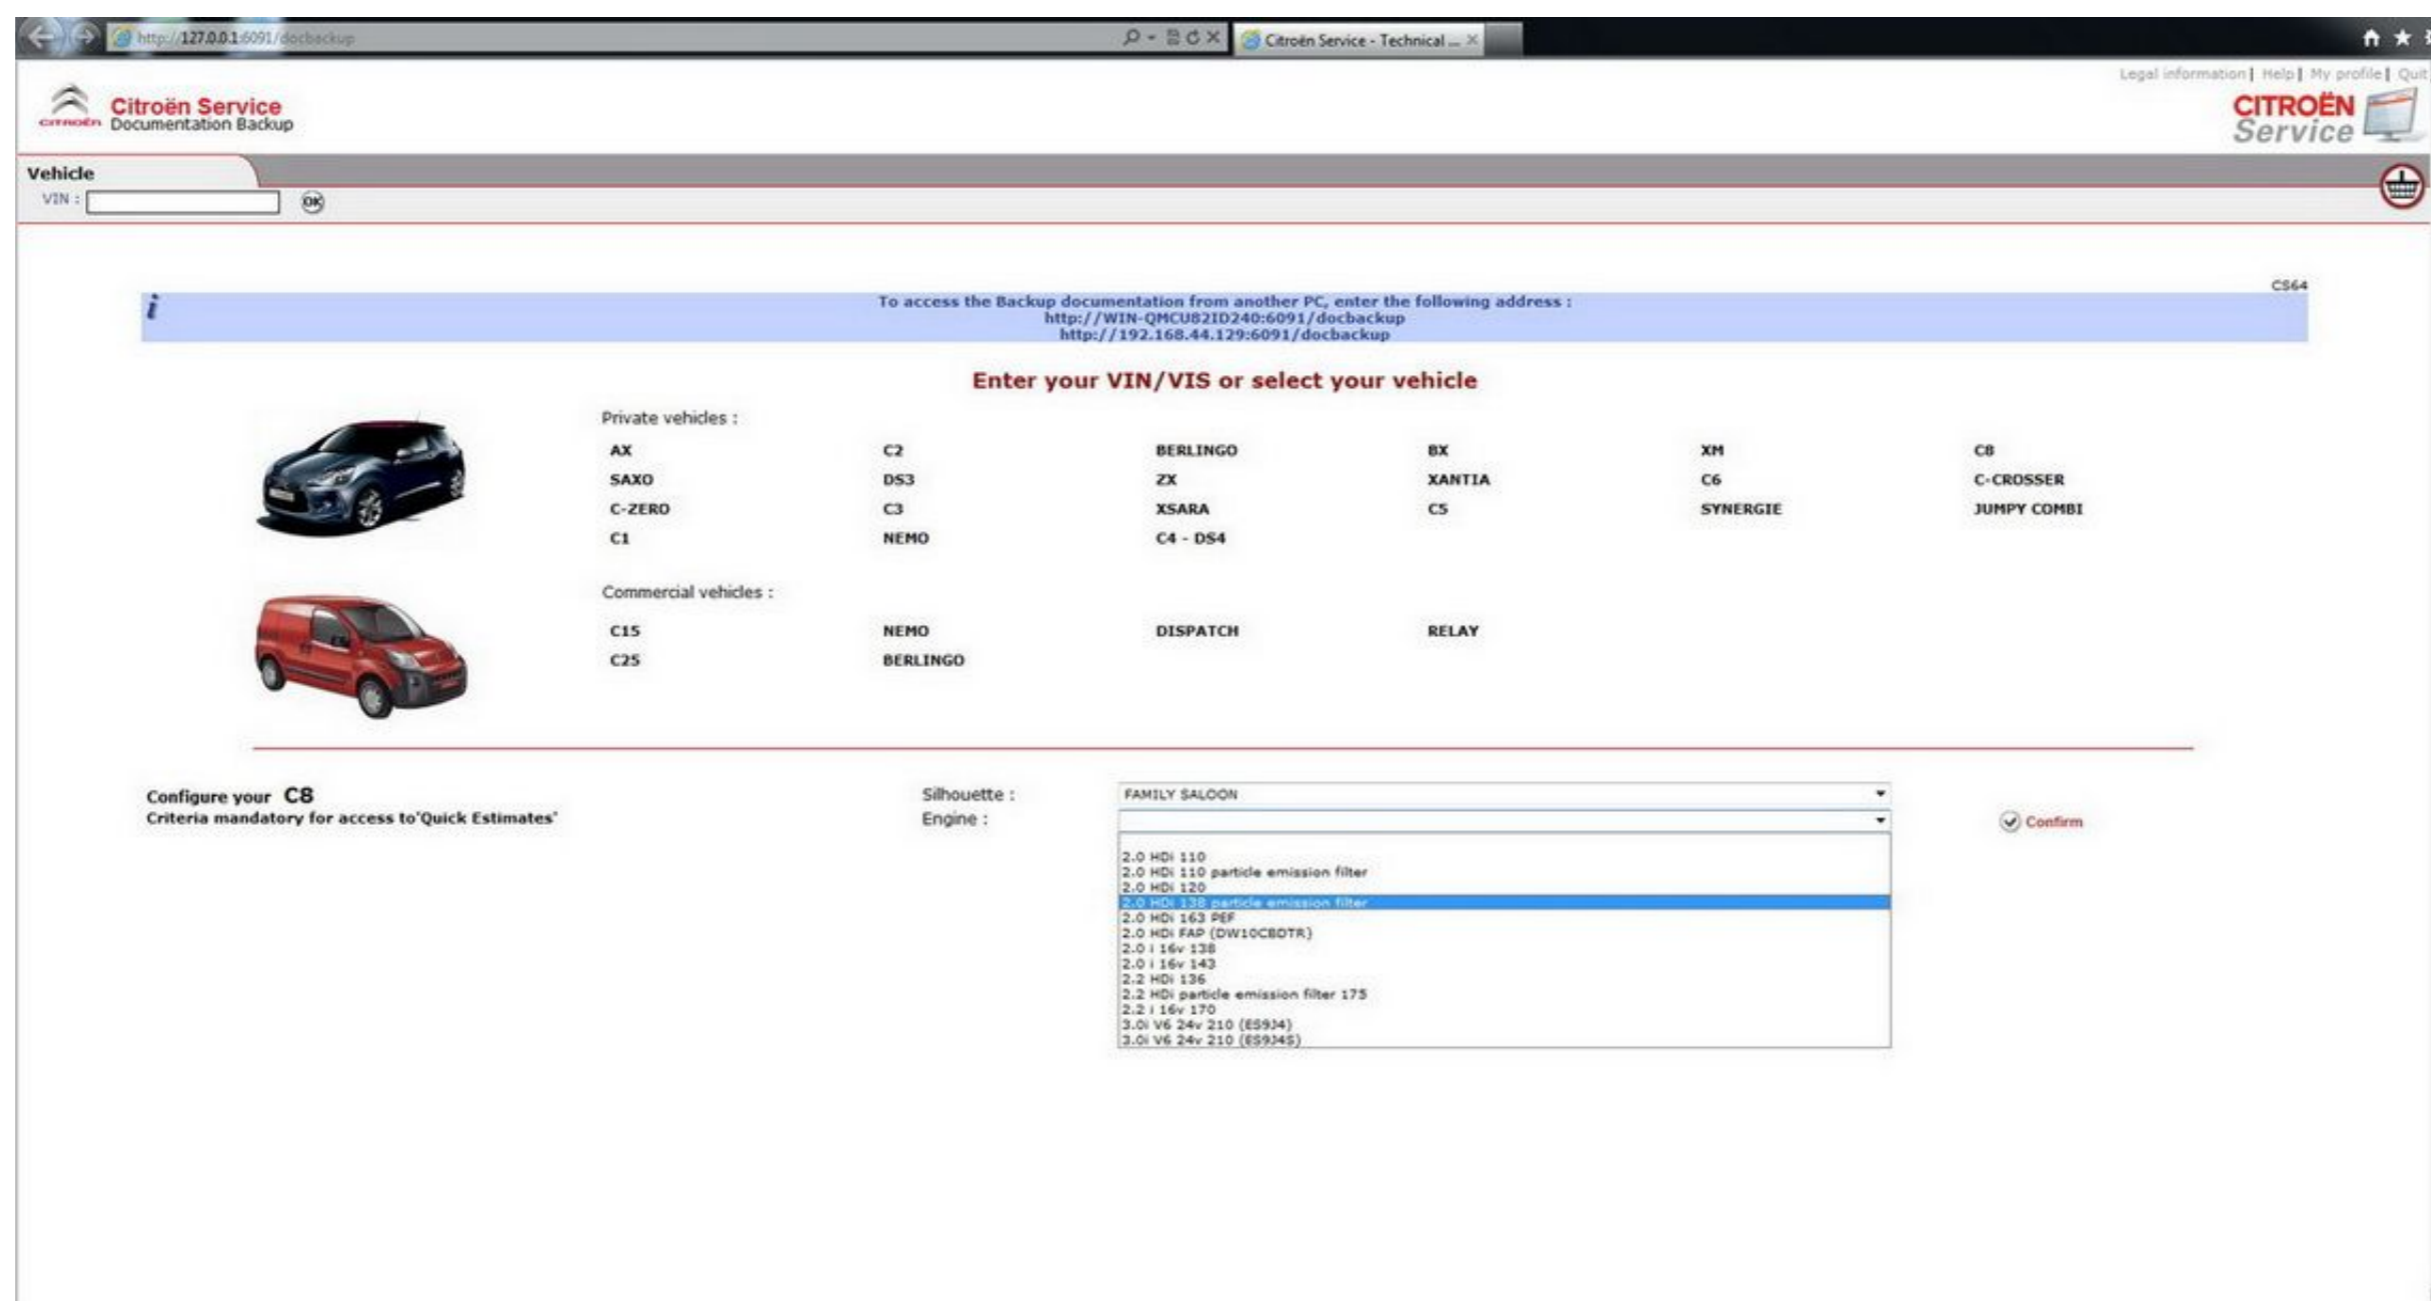 http://127.0.0.1:6091/docbackup
Citroën Service - Technical ...
Legal information | Help | My profile | Quit
CITROËN
Citroën Service
Documentation Backup
CITROËN
Service
Vehicle
VIN :
OK
CS64
i
To access the Backup documentation from another PC, enter the following address :
http://WIN-QMCU82ID240:6091/docbackup
http://192.168.44.129:6091/docbackup
Enter your VIN/VIS or select your vehicle
Private vehicles :
AX C2 BERLINGO BX XM C8
SAXO DS3 ZX XANTIA C6 C-CROSSER
C-ZERO C3 XSARA C5 SYNERGIE JUMPY COMBI
C1 NEMO C4 - DS4
Commercial vehicles :
C15 NEMO DISPATCH RELAY
C25 BERLINGO
Configure your C8
Criteria mandatory for access to'Quick Estimates'
Silhouette : FAMILY SALOON
Engine :
Confirm
2.0 HDi 110
2.0 HDi 110 particle emission filter
2.0 HDi 120
2.0 HDi 138 particle emission filter
2.0 HDi 163 PEF
2.0 HDi FAP (DW10CBDTR)
2.0 i 16v 138
2.0 i 16v 143
2.2 HDi 136
2.2 HDi particle emission filter 175
2.2 i 16v 170
3.0i V6 24v 210 (ES9J4)
3.0i V6 24v 210 (ES9J4S)